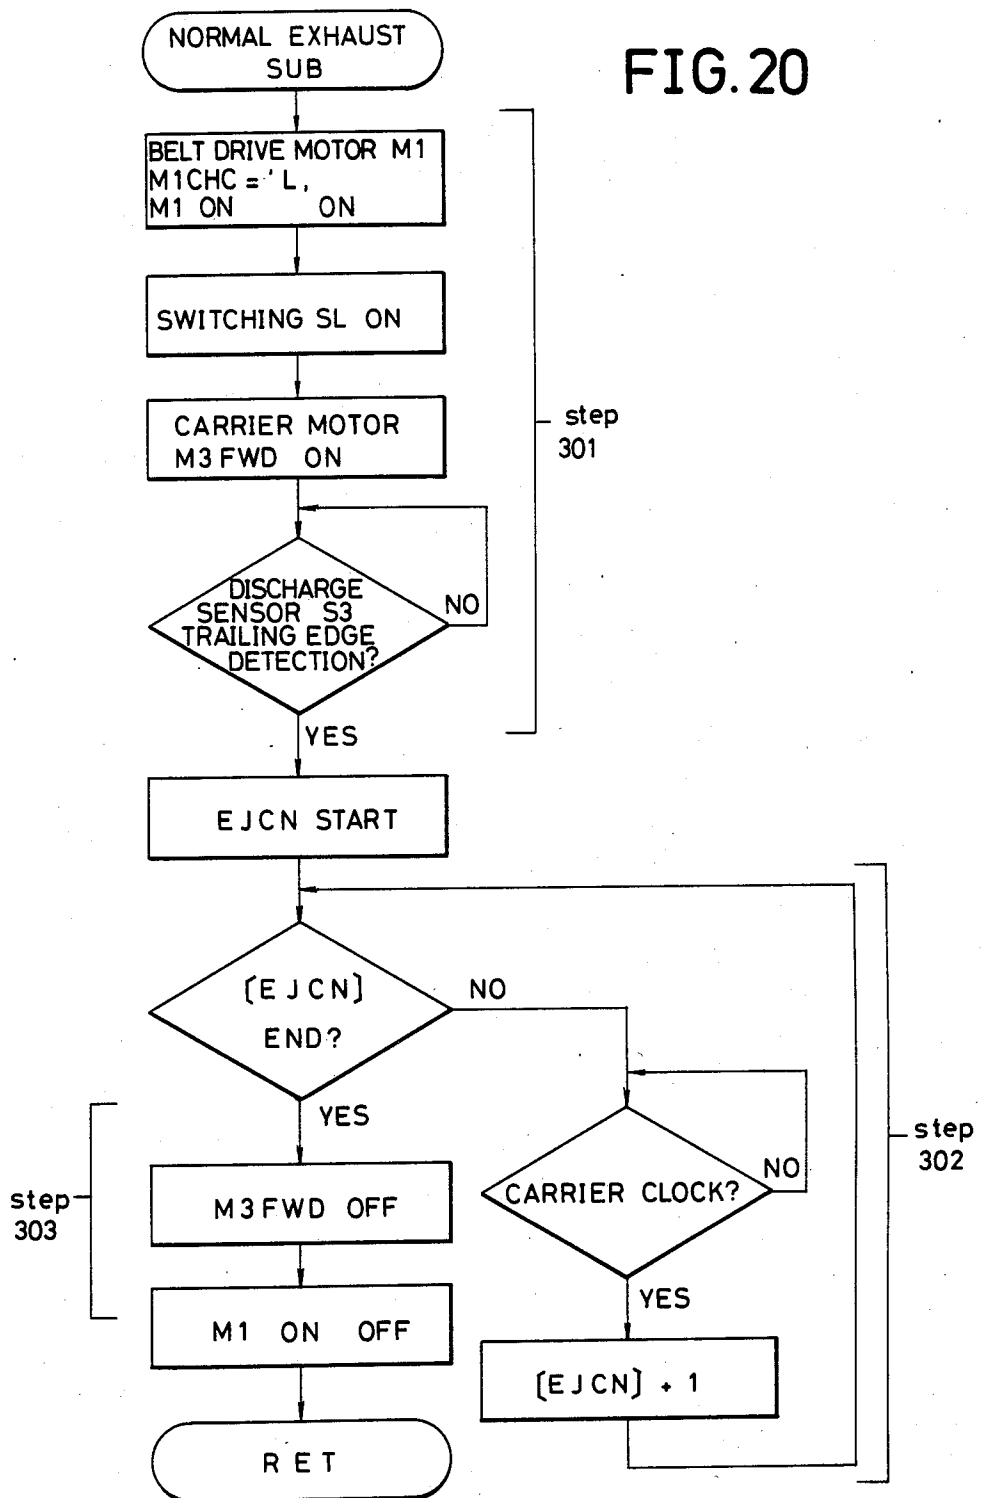 NORMAL EXHAUST
SUB
FIG.20
BELT DRIVE MOTOR M1
M1CHC = ' L,
M1 ON ON
SWITCHING SL ON
CARRIER MOTOR
M3 FWD ON
step
301
DISCHARGE
SENSOR S3
TRAILING EDGE
DETECTION?
NO
YES
EJCN START
[EJCN]
END?
NO
YES
step
302
CARRIER CLOCK?
NO
step
303
M3 FWD OFF
YES
M1 ON OFF
[EJCN] + 1
RET